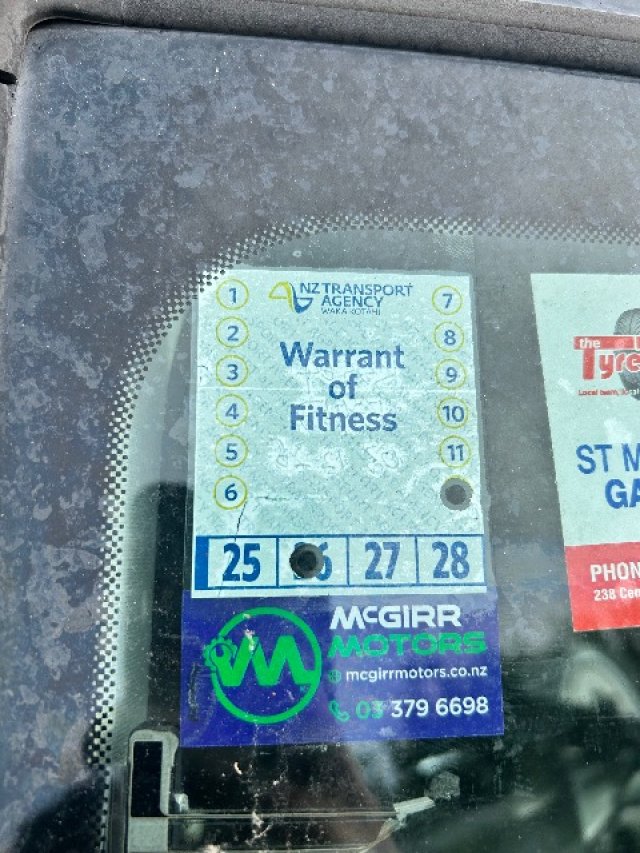 NZ TRANSPORT
AGENCY
WAKA KOTAHI
1
2
3
4
5
6
7
8
9
10
11
Warrant
of
Fitness
25 27 28
McGIRR
MOTORS
mcgirrmotors.co.nz
03 379 6698
the
Tyre
ST M
GA
PHON
238 Cen